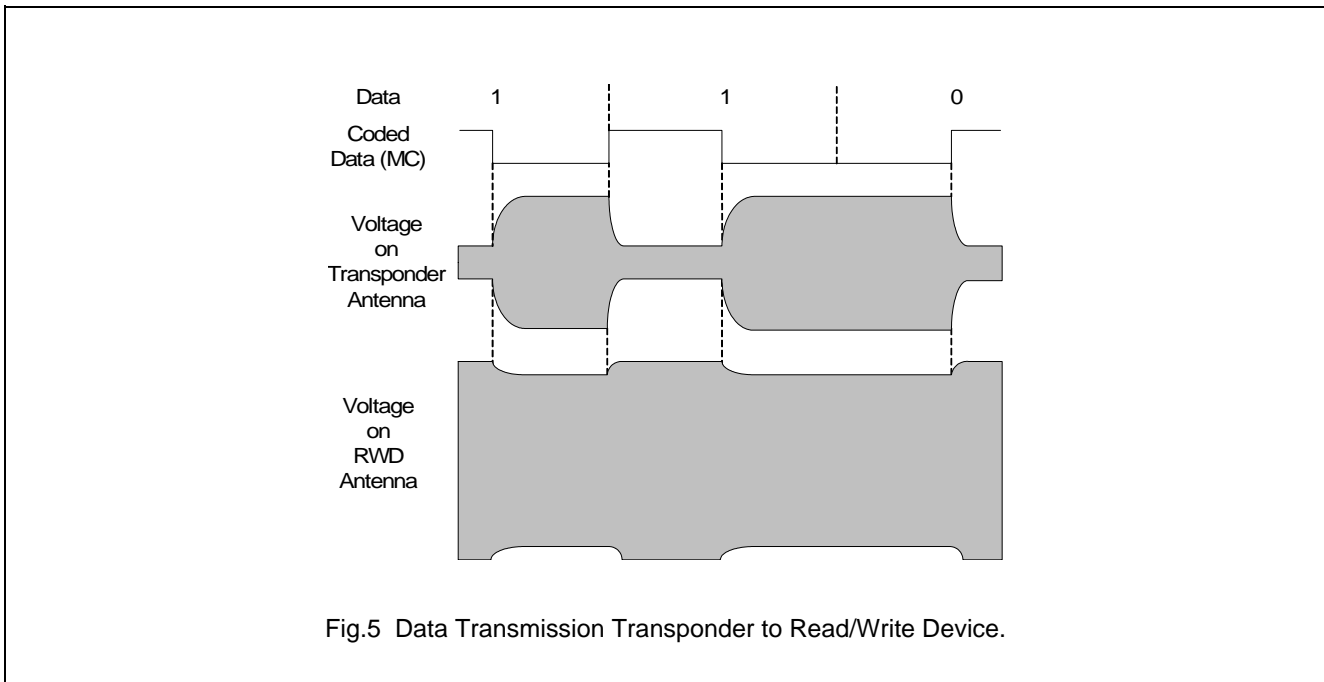 Data 1 1 0
Coded
Data (MC)
Voltage
on
Transponder
Antenna
Voltage
on
RWD
Antenna
Fig.5 Data Transmission Transponder to Read/Write Device.